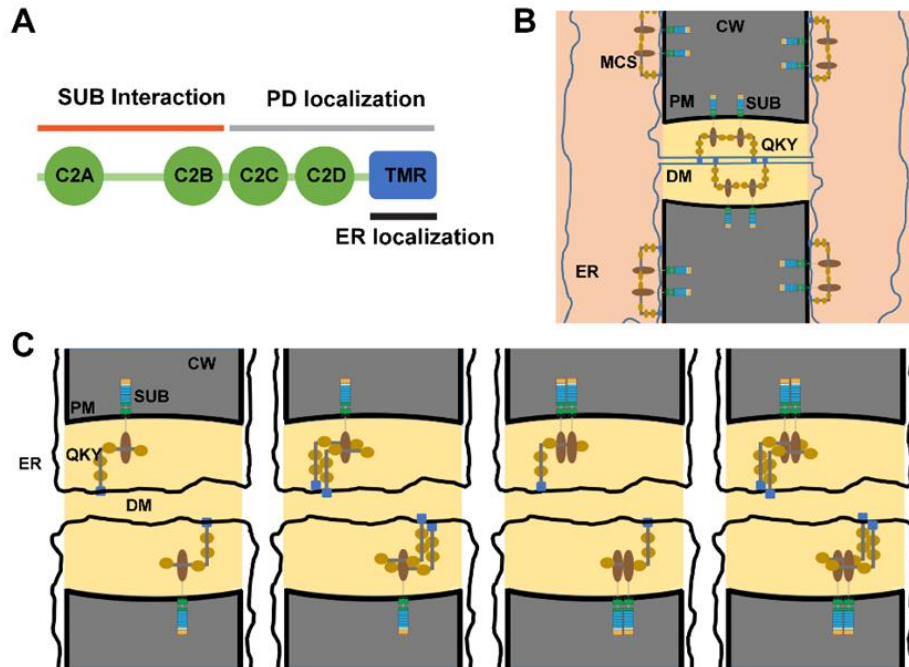 A
SUB Interaction
PD localization
C2A
C2B
C2C
C2D
TMR
ER localization
B
CW
MCS
PM
SUB
QKY
DM
ER
C
CW
SUB
PM
QKY
ER
DM